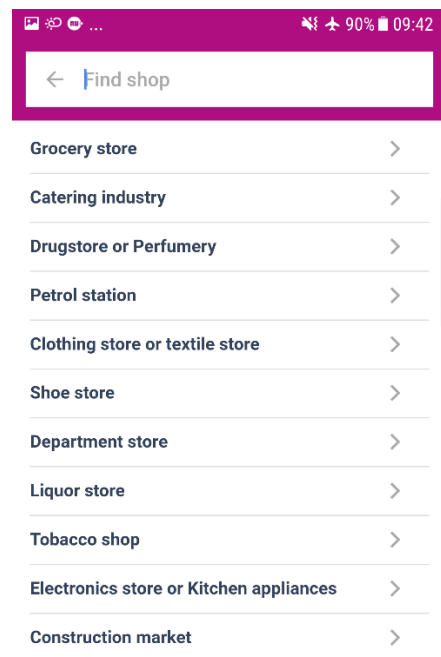 ... 90% 09:42
Find shop
Grocery store
Catering industry
Drugstore or Perfumery
Petrol station
Clothing store or textile store
Shoe store
Department store
Liquor store
Tobacco shop
Electronics store or Kitchen appliances
Construction market